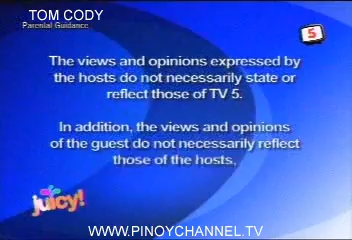 TOM CODY
Parental Guidance
5
The views and opinions expressed by
the hosts do not necessarily state or
reflect those of TV 5.
In addition, the views and opinions
of the guest do not necessarily reflect
those of the hosts,
juicy!
WWW.PINOYCHANNEL.TV